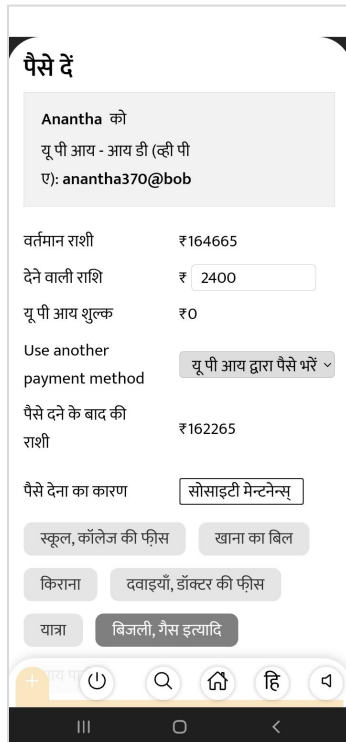 पैसे दें
Anantha को
यू पी आय - आय डी (व्ही पी
ए): anantha370@bob
वर्तमान राशी ₹164665
देने वाली राशि ₹ 2400
यू पी आय शुल्क ₹0
Use another
payment method
यू पी आय द्वारा पैसे भरें
पैसे दने के बाद की
राशी
₹162265
पैसे देना का कारण सोसाइटी मेन्टनेन्स्
स्कूल, कॉलेज की फी़स खाना का बिल
किराना दवाइयाँ, डॉक्टर की फी़स
यात्रा बिजली, गैस इत्यादि
+ हि